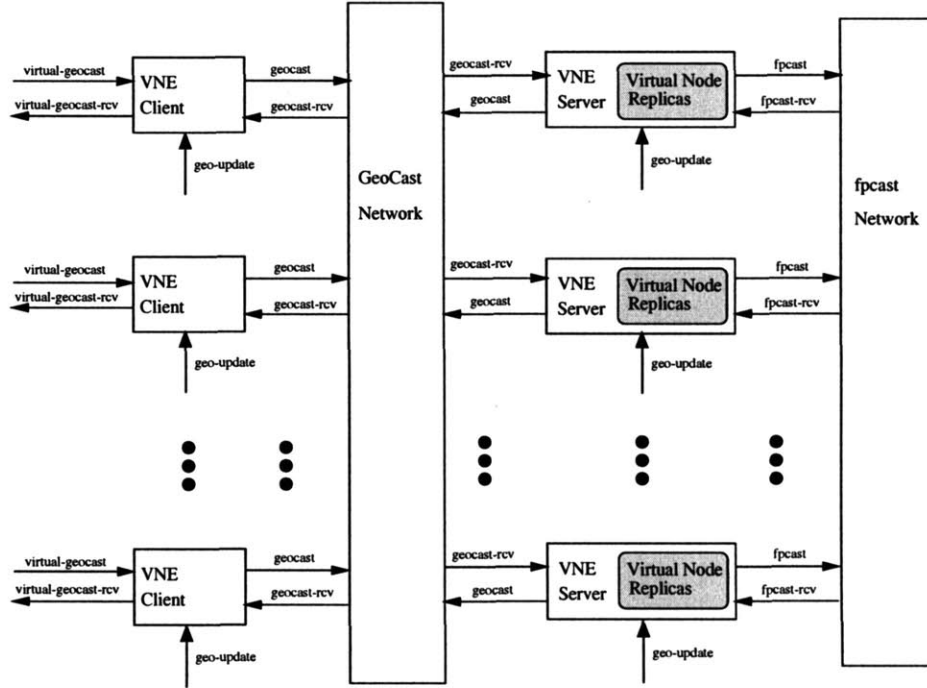 virtual-geocast
virtual-geocast-rcv
VNE
Client
geo-update
geocast
geocast-rcv
GeoCast
Network
geocast-rcv
geocast
VNE
Server
Virtual Node
Replicas
geo-update
fpcast
fpcast-rcv
fpcast
Network
virtual-geocast
virtual-geocast-rcv
VNE
Client
geo-update
geocast
geocast-rcv
geocast-rcv
geocast
VNE
Server
Virtual Node
Replicas
geo-update
fpcast
fpcast-rcv
virtual-geocast
virtual-geocast-rcv
VNE
Client
geo-update
geocast
geocast-rcv
geocast-rcv
geocast
VNE
Server
Virtual Node
Replicas
geo-update
fpcast
fpcast-rcv